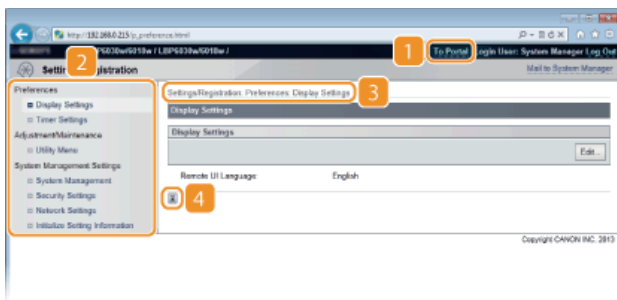 http://192.168.0.215/p_preference.html
LBP6030w/6018w / LBP6030w/6018w /
To Portal Login User: System Manager Log Out
1
2
Mail to System Manager
Preferences
Display Settings
Timer Settings
Adjustment/Maintenance
Utility Menu
System Management Settings
System Management
Security Settings
Network Settings
Initialize Setting Information
Settings/Registration: Preferences: Display Settings
3
Display Settings
Display Settings
Edit...
Remote UI Language: English
4
Copyright CANON INC. 2013